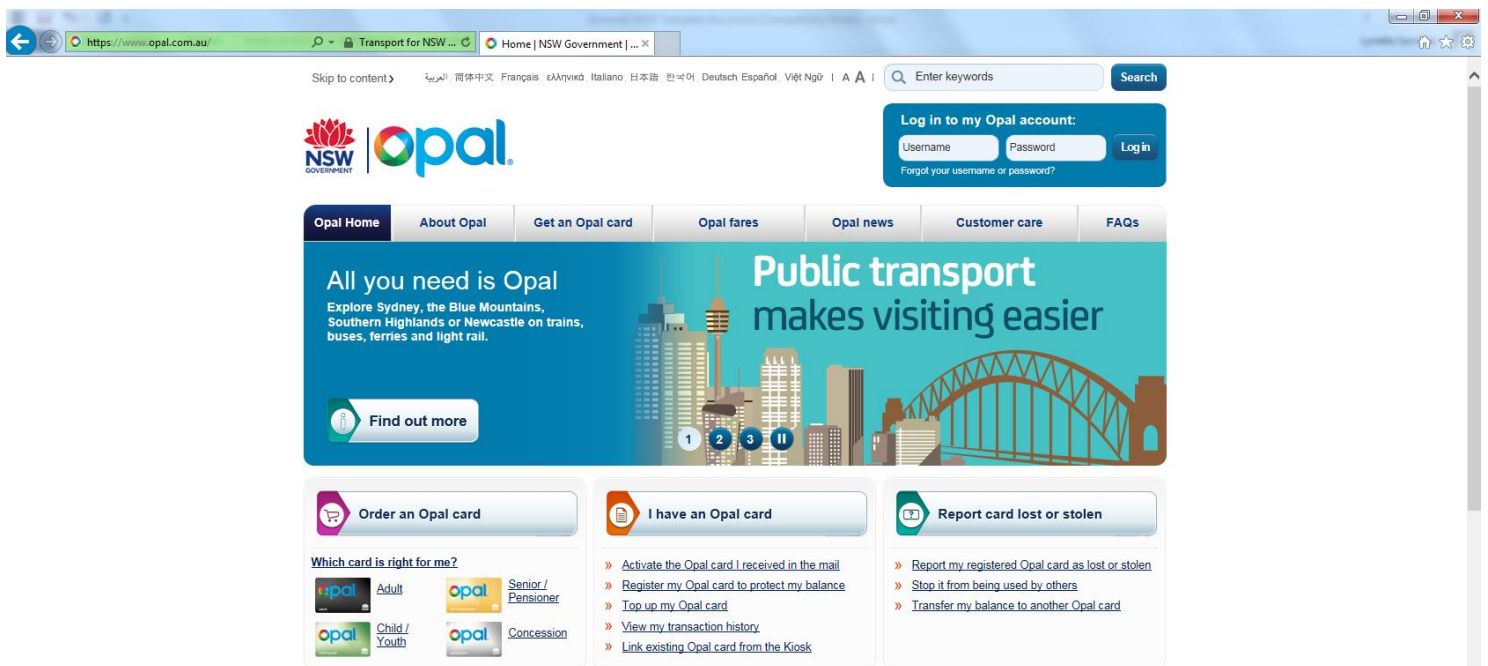 https://www.opal.com.au/
Transport for NSW ...
Home | NSW Government | ...
Skip to content
العربية 简体中文 Français ελληνικά Italiano 日本語 한국어 Deutsch Español Việt Ngữ | A A |
Enter keywords
Search
NSW
GOVERNMENT
opal
Log in to my Opal account:
Username
Password
Log in
Forgot your username or password?
Opal Home
About Opal
Get an Opal card
Opal fares
Opal news
Customer care
FAQs
All you need is Opal
Explore Sydney, the Blue Mountains,
Southern Highlands or Newcastle on trains,
buses, ferries and light rail.
Find out more
Public transport
makes visiting easier
1 2 3
Order an Opal card
Which card is right for me?
opal
Adult
opal
Senior /
Pensioner
opal
Child /
Youth
opal
Concession
I have an Opal card
» Activate the Opal card I received in the mail
» Register my Opal card to protect my balance
» Top up my Opal card
» View my transaction history
» Link existing Opal card from the Kiosk
Report card lost or stolen
» Report my registered Opal card as lost or stolen
» Stop it from being used by others
» Transfer my balance to another Opal card